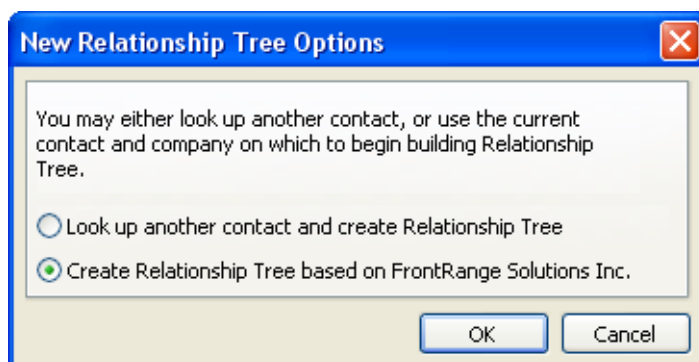 New Relationship Tree Options
You may either look up another contact, or use the current
contact and company on which to begin building Relationship
Tree.
Look up another contact and create Relationship Tree
Create Relationship Tree based on FrontRange Solutions Inc.
OK
Cancel